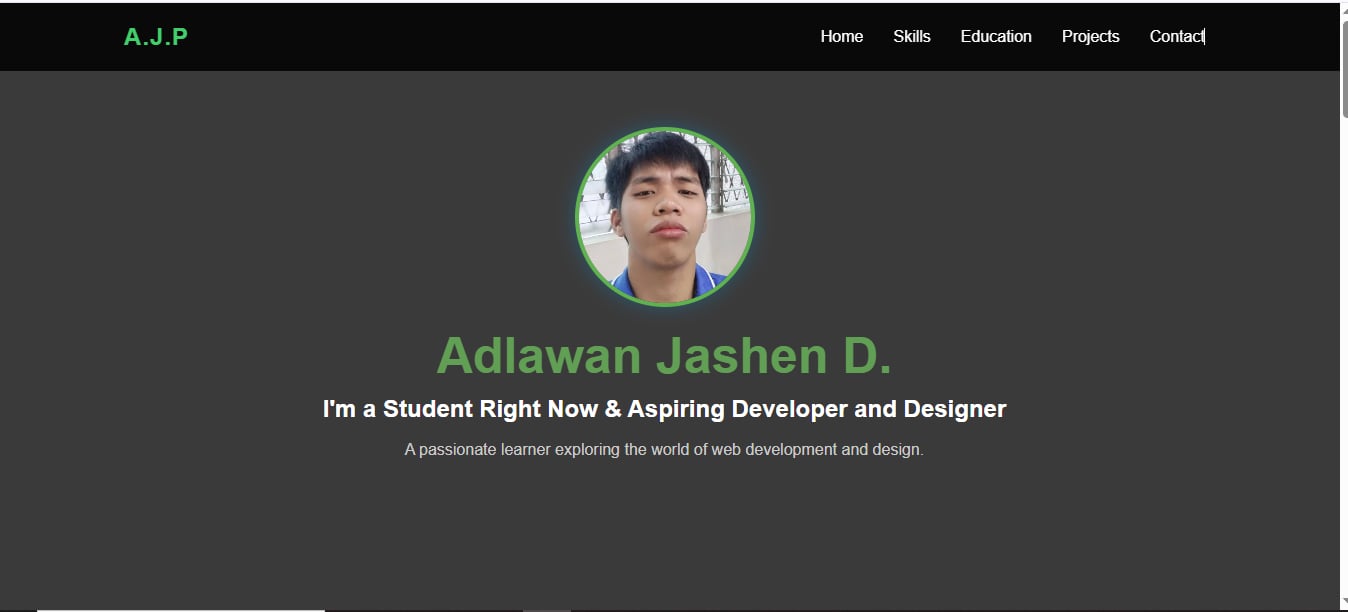 A.J.P
Home Skills Education Projects Contact
Adlawan Jashen D.
I'm a Student Right Now & Aspiring Developer and Designer
A passionate learner exploring the world of web development and design.